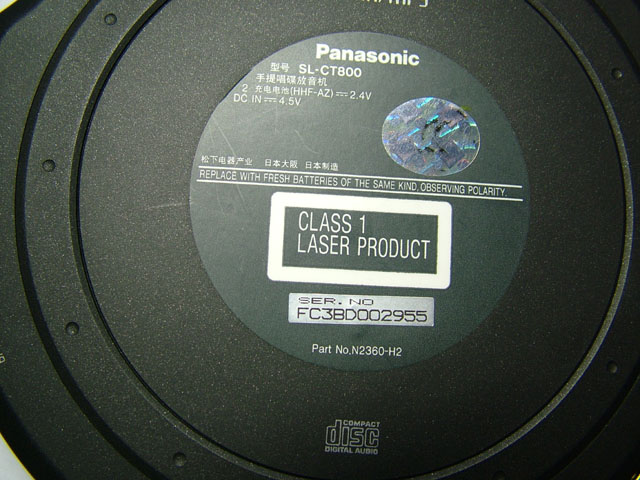 Panasonic
型号 SL-CT800
手提唱碟放音机
2 充电电池(HHF-AZ) ⎓ 2.4V
DC IN ⎓ 4.5V
松下电器产业 日本大阪 日本制造
REPLACE WITH FRESH BATTERIES OF THE SAME KIND, OBSERVING POLARITY.
CLASS 1
LASER PRODUCT
SER. NO
FC3BD002955
Part No.N2360-H2
COMPACT
disc
DIGITAL AUDIO